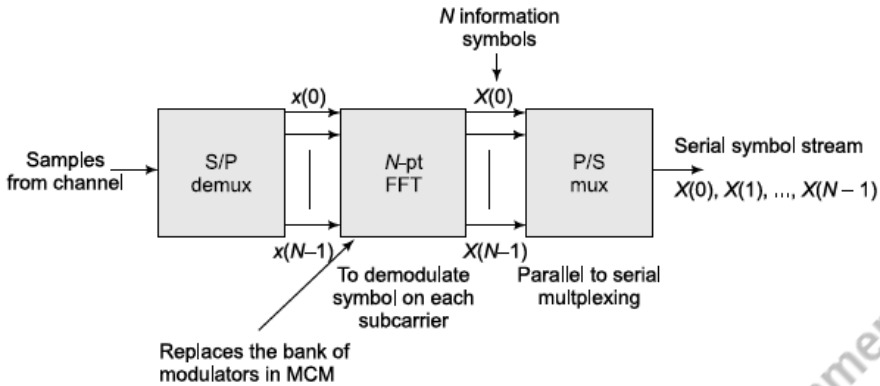 N information
symbols
x(0)
X(0)
Samples
from channel
S/P
demux
N-pt
FFT
P/S
mux
Serial symbol stream
X(0), X(1), ..., X(N – 1)
x(N–1)
X(N–1)
To demodulate
symbol on each
subcarrier
Parallel to serial
multplexing
Replaces the bank of
modulators in MCM